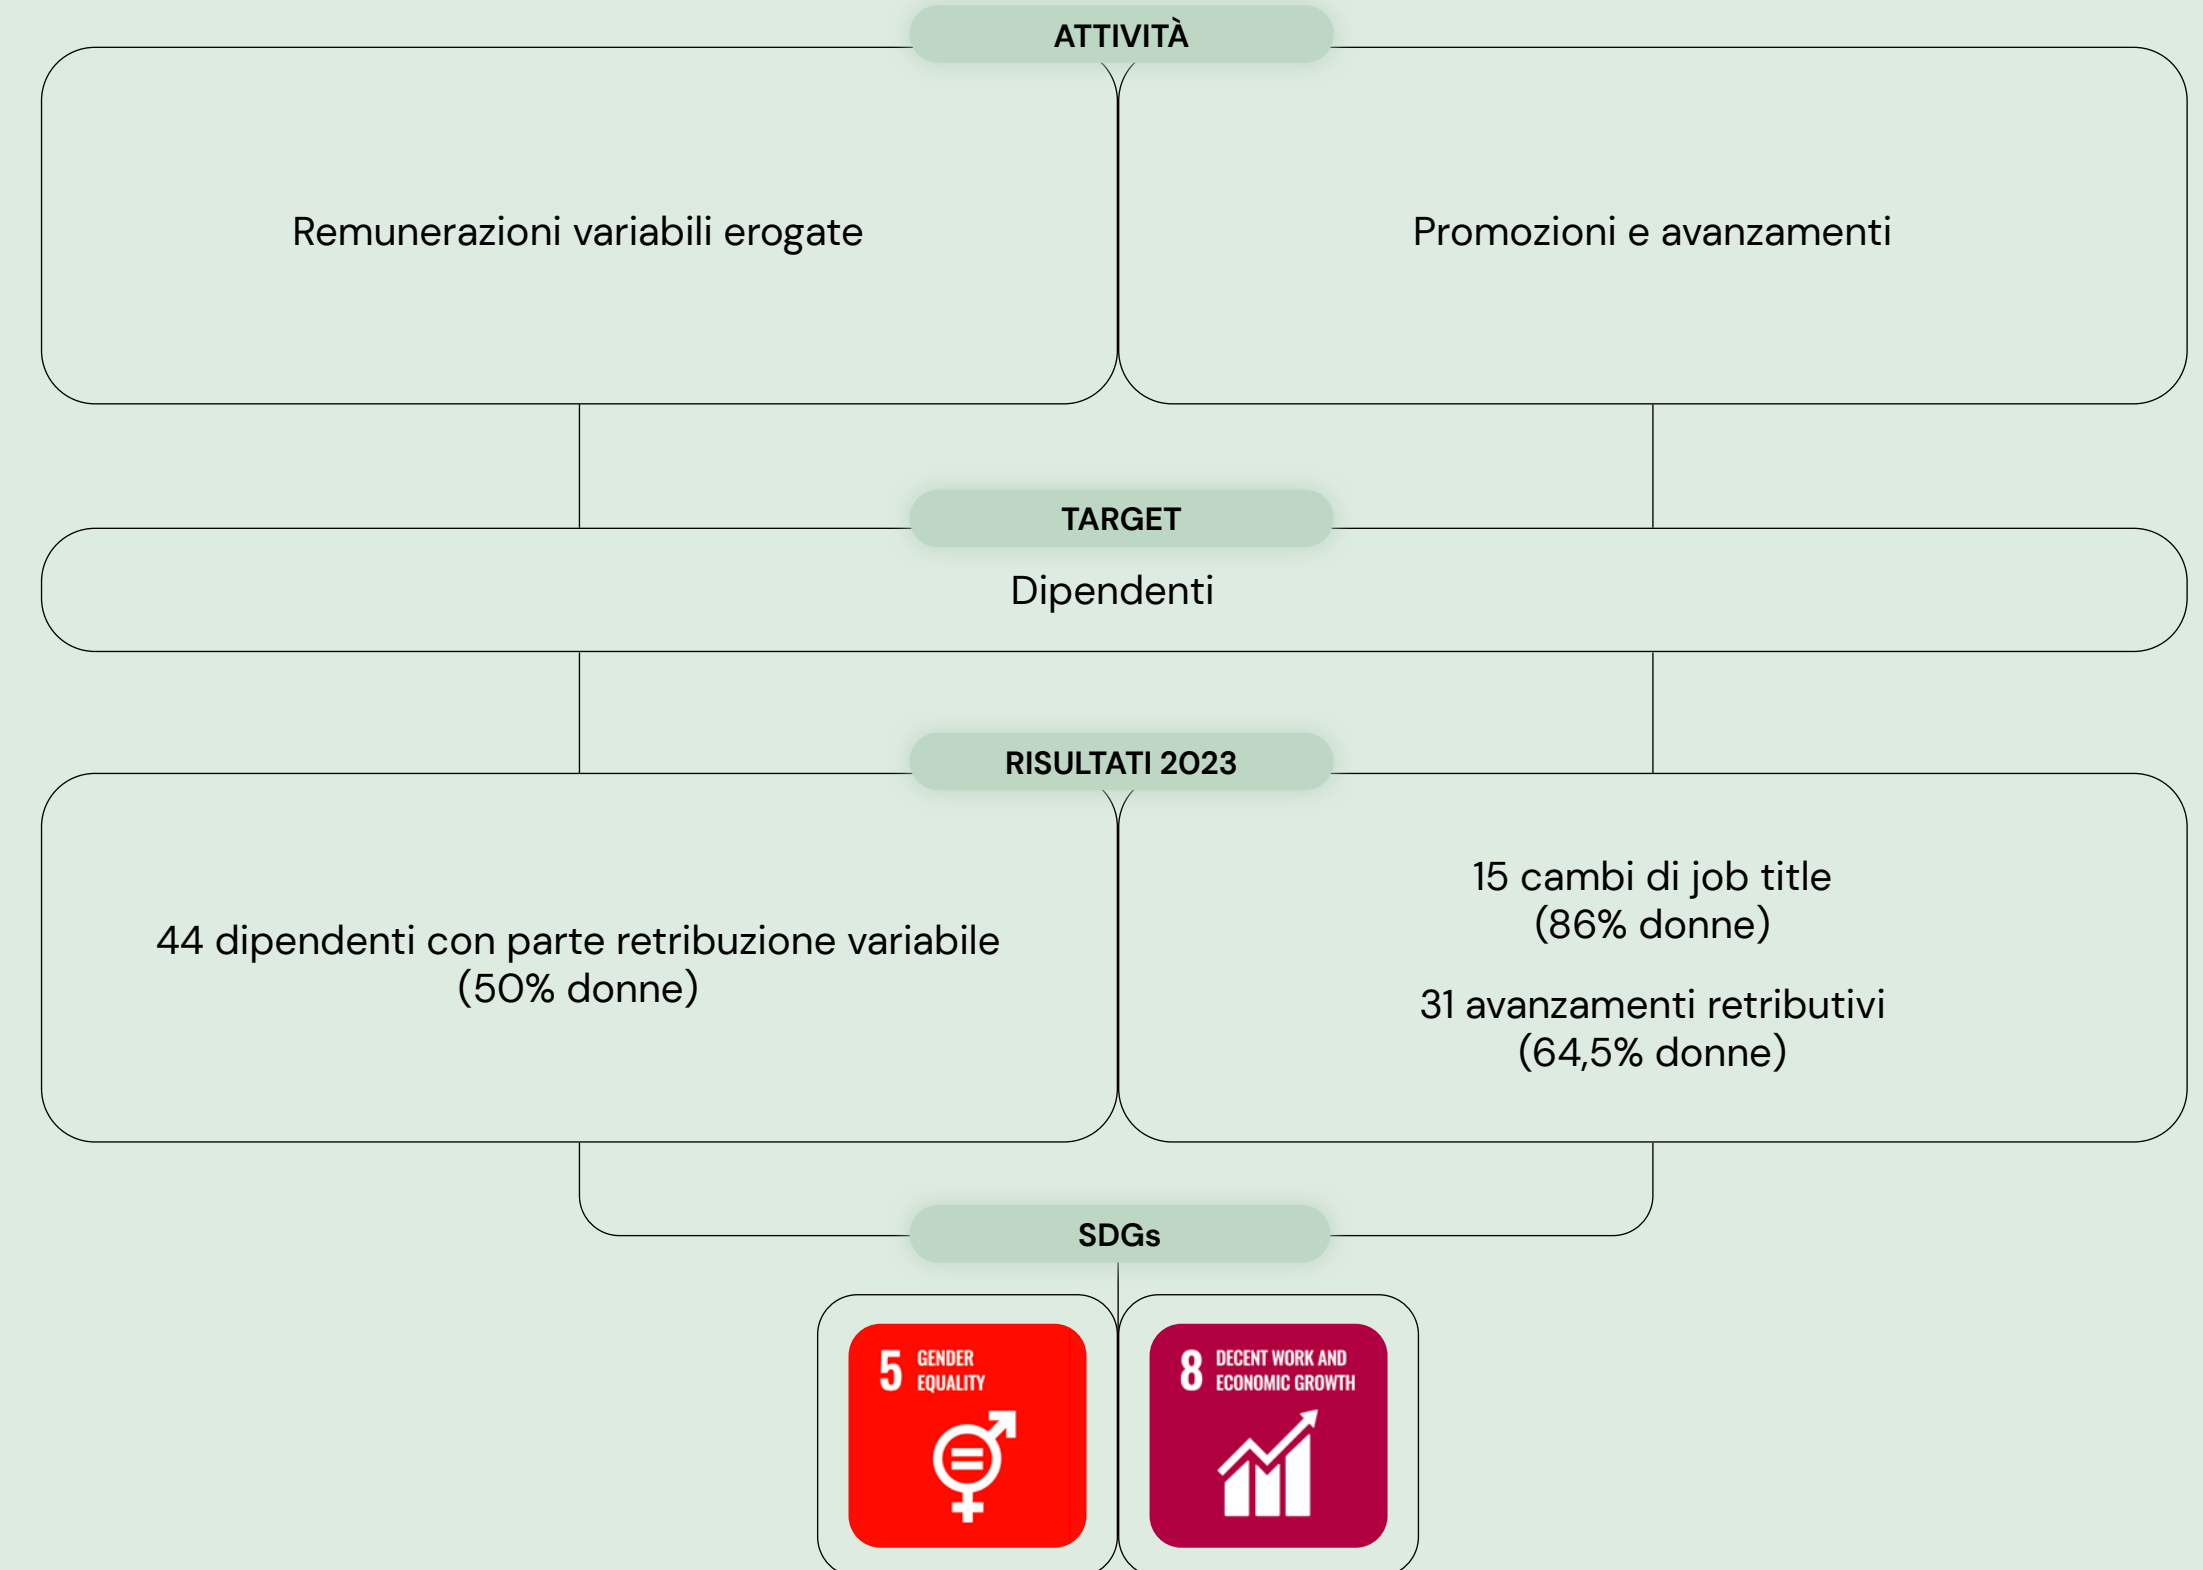 ATTIVITÀ
Remunerazioni variabili erogate
Promozioni e avanzamenti
TARGET
Dipendenti
RISULTATI 2023
44 dipendenti con parte retribuzione variabile
(50% donne)
15 cambi di job title
(86% donne)
31 avanzamenti retributivi
(64,5% donne)
SDGs
5 GENDER
EQUALITY
8 DECENT WORK AND
ECONOMIC GROWTH